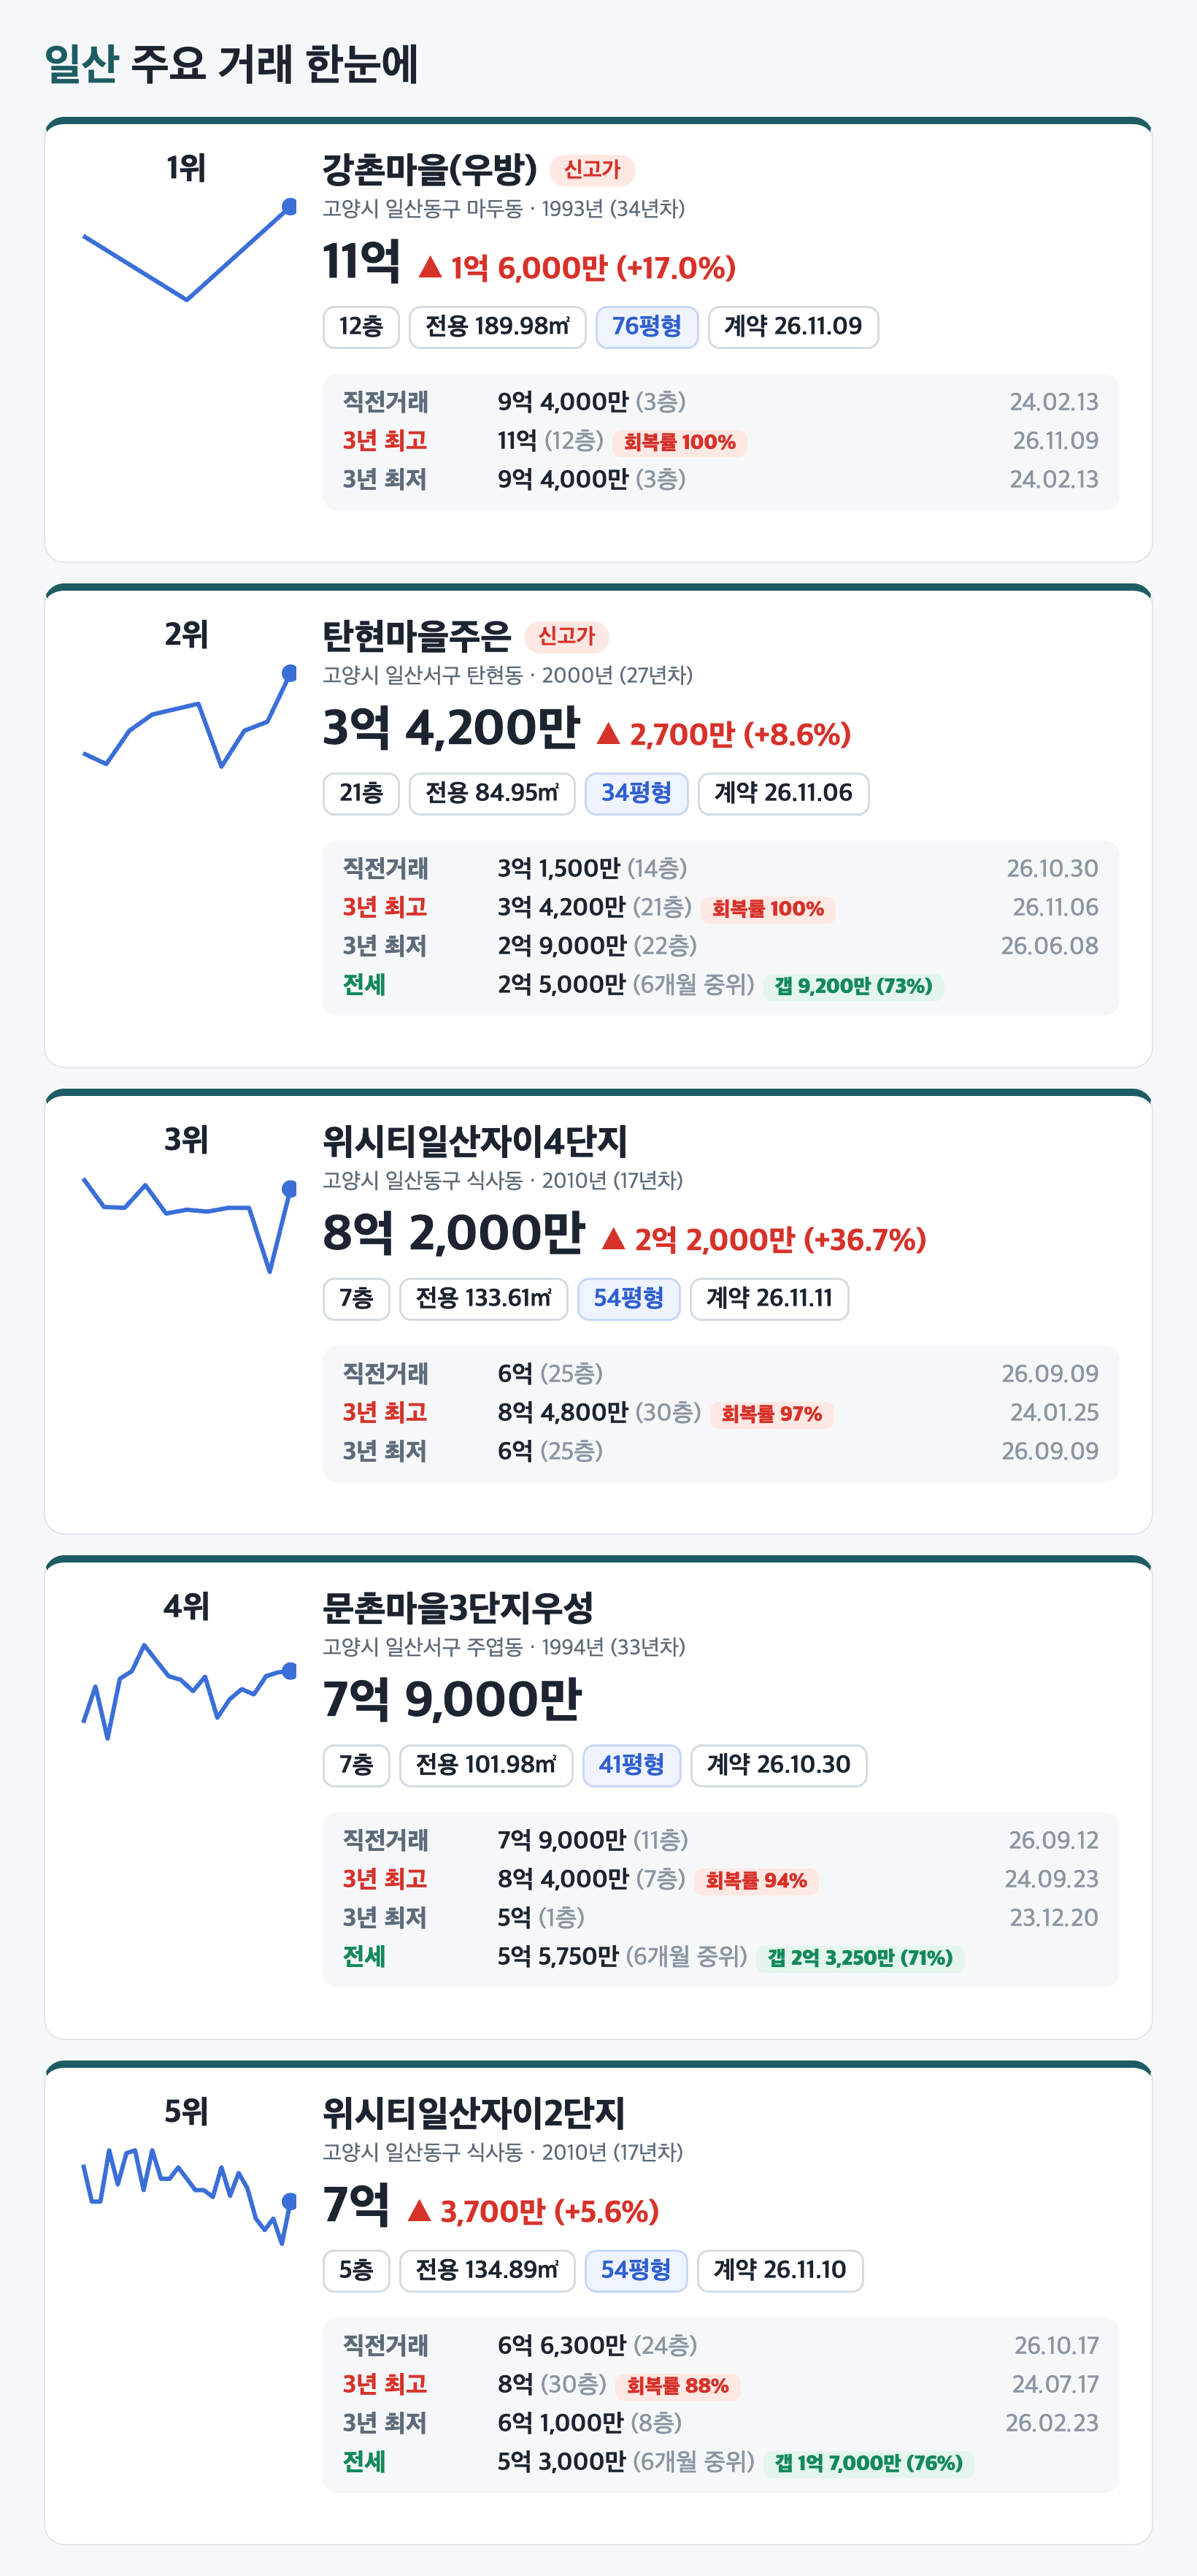 일산 주요 거래 한눈에
1위
강촌마을(우방) 신고가
고양시 일산동구 마두동 · 1993년 (34년차)
11억 ▲ 1억 6,000만 (+17.0%)
12층 전용 189.98㎡ 76평형 계약 26.11.09
직전거래 9억 4,000만 (3층) 24.02.13
3년 최고 11억 (12층) 회복률 100% 26.11.09
3년 최저 9억 4,000만 (3층) 24.02.13
2위
탄현마을주은 신고가
고양시 일산서구 탄현동 · 2000년 (27년차)
3억 4,200만 ▲ 2,700만 (+8.6%)
21층 전용 84.95㎡ 34평형 계약 26.11.06
직전거래 3억 1,500만 (14층) 26.10.30
3년 최고 3억 4,200만 (21층) 회복률 100% 26.11.06
3년 최저 2억 9,000만 (22층) 26.06.08
전세 2억 5,000만 (6개월 중위) 갭 9,200만 (73%)
3위
위시티일산자이4단지
고양시 일산동구 식사동 · 2010년 (17년차)
8억 2,000만 ▲ 2억 2,000만 (+36.7%)
7층 전용 133.61㎡ 54평형 계약 26.11.11
직전거래 6억 (25층) 26.09.09
3년 최고 8억 4,800만 (30층) 회복률 97% 24.01.25
3년 최저 6억 (25층) 26.09.09
4위
문촌마을3단지우성
고양시 일산서구 주엽동 · 1994년 (33년차)
7억 9,000만
7층 전용 101.98㎡ 41평형 계약 26.10.30
직전거래 7억 9,000만 (11층) 26.09.12
3년 최고 8억 4,000만 (7층) 회복률 94% 24.09.23
3년 최저 5억 (1층) 23.12.20
전세 5억 5,750만 (6개월 중위) 갭 2억 3,250만 (71%)
5위
위시티일산자이2단지
고양시 일산동구 식사동 · 2010년 (17년차)
7억 ▲ 3,700만 (+5.6%)
5층 전용 134.89㎡ 54평형 계약 26.11.10
직전거래 6억 6,300만 (24층) 26.10.17
3년 최고 8억 (30층) 회복률 88% 24.07.17
3년 최저 6억 1,000만 (8층) 26.02.23
전세 5억 3,000만 (6개월 중위) 갭 1억 7,000만 (76%)